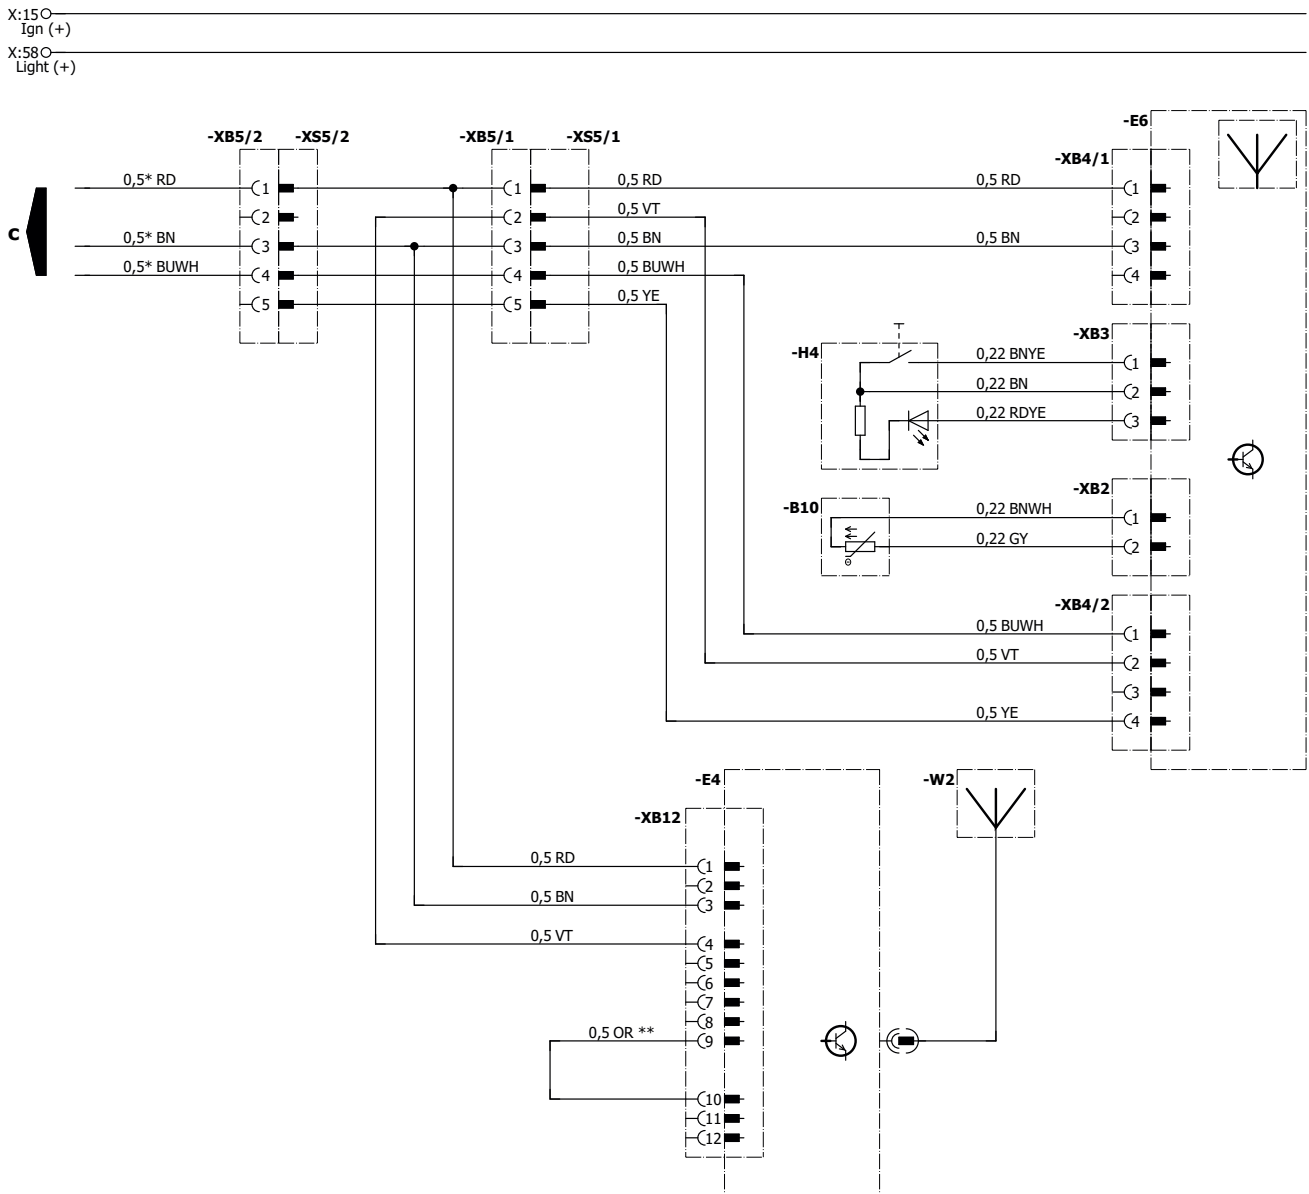 X:15
Ign (+)
X:58
Light (+)
-E6
-XB5/2 -XS5/2 -XB5/1 -XS5/1
-XB4/1
0,5* RD 1 1 0,5 RD 0,5 RD 1
2 2 0,5 VT 2
C
0,5* BN 3 3 0,5 BN 0,5 BN 3
0,5* BUWH 4 4 0,5 BUWH 4
5 5 0,5 YE
-XB3
-H4 0,22 BNYE 1
0,22 BN 2
0,22 RDYE 3
-XB2
-B10 0,22 BNWH 1
0,22 GY 2
-XB4/2
0,5 BUWH 1
0,5 VT 2
3
0,5 YE 4
-E4 -W2
-XB12
0,5 RD 1
2
0,5 BN 3
0,5 VT 4
5
6
7
8
0,5 OR ** 9
10
11
12